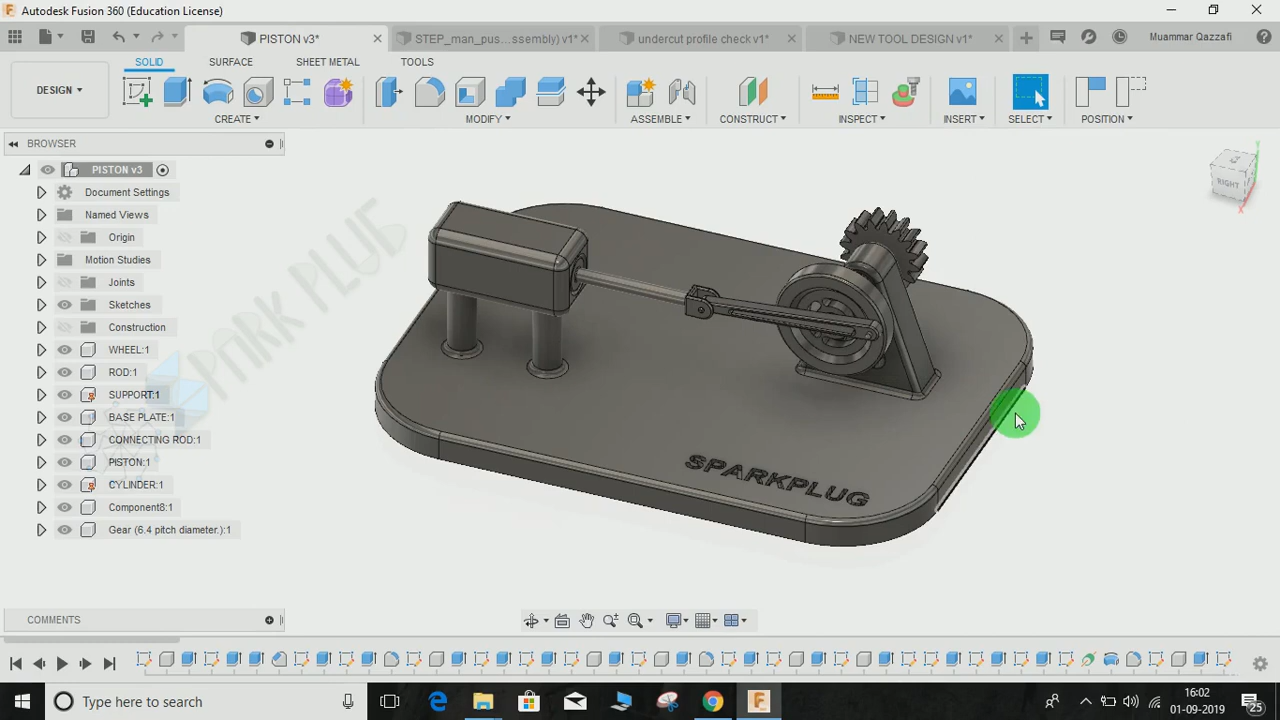 Autodesk Fusion 360 (Education License)
PISTON v3*
STEP_man_pus...ssembly) v1*
undercut profile check v1*
NEW TOOL DESIGN v1*
Muammar Qazzafi
SOLID
SURFACE
SHEET METAL
TOOLS
DESIGN
CREATE
MODIFY
ASSEMBLE
CONSTRUCT
INSPECT
INSERT
SELECT
POSITION
BROWSER
PISTON v3
Document Settings
Named Views
Origin
Motion Studies
Joints
Sketches
Construction
WHEEL:1
ROD:1
SUPPORT:1
BASE PLATE:1
CONNECTING ROD:1
PISTON:1
CYLINDER:1
Component8:1
Gear (6.4 pitch diameter.):1
SPARK PLUG
RIGHT
Y
X
SPARKPLUG
COMMENTS
Type here to search
16:02
01-09-2019
25